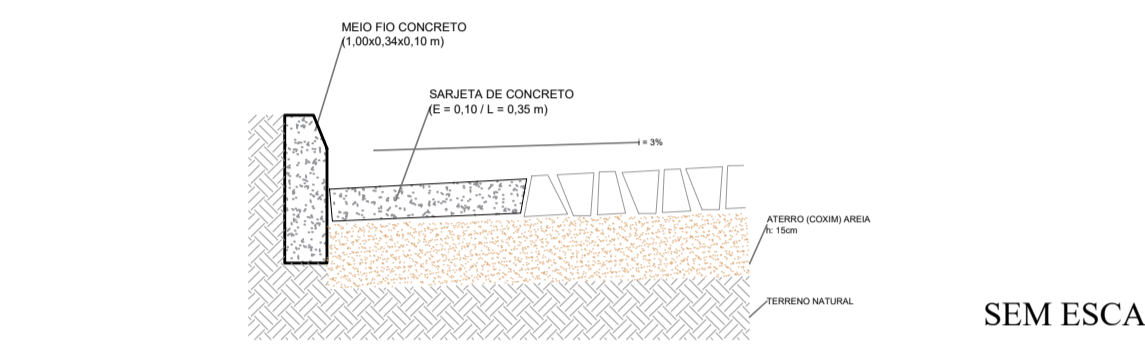 MEIO FIO CONCRETO
(1,00x0,34x0,10 m)
SARJETA DE CONCRETO
(E = 0,10 / L = 0,35 m)
i = 3%
ATERRO (COXIM) AREIA
h: 15cm
TERRENO NATURAL
SEM ESCA